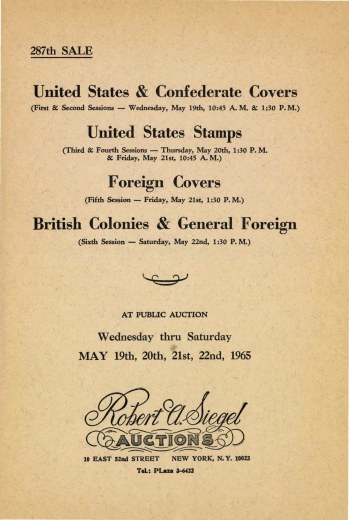 287th SALE
United States & Confederate Covers
(First & Second Sessions — Wednesday, May 19th, 10:45 A. M. & 1:30 P. M.)
United States Stamps
(Third & Fourth Sessions — Thursday, May 20th, 1:30 P. M.
& Friday, May 21st, 10:45 A. M.)
Foreign Covers
(Fifth Session — Friday, May 21st, 1:30 P. M.)
British Colonies & General Foreign
(Sixth Session — Saturday, May 22nd, 1:30 P. M.)
AT PUBLIC AUCTION
Wednesday thru Saturday
MAY 19th, 20th, 21st, 22nd, 1965
Robert A. Siegel
AUCTIONS
10 EAST 52nd STREET NEW YORK, N. Y. 10022
Tel.: PLaza 3-6422